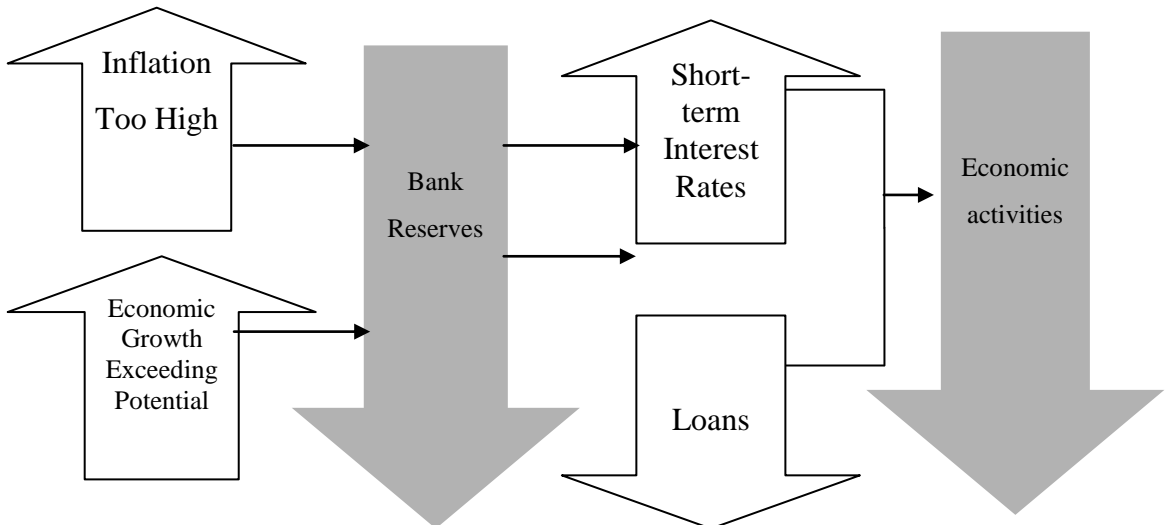 Inflation
Too High
Economic
Growth
Exceeding
Potential
Bank
Reserves
Short-
term
Interest
Rates
Loans
Economic
activities